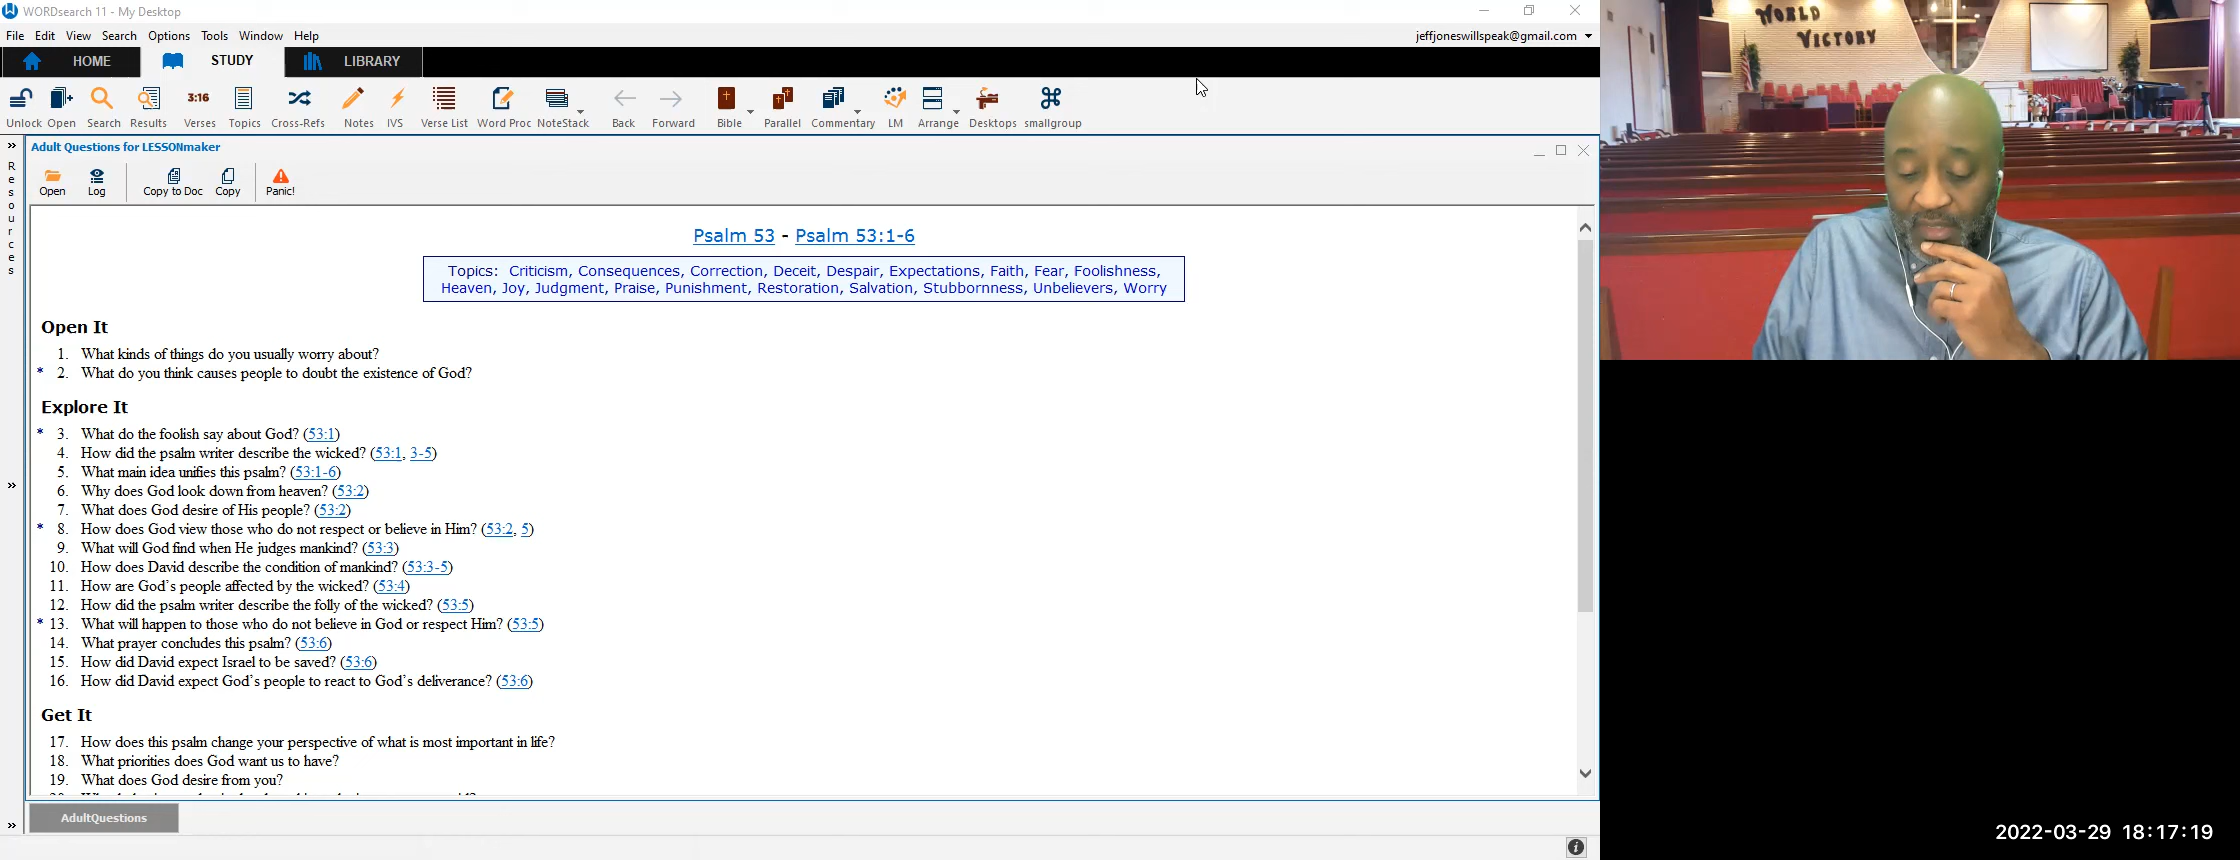 WORDsearch 11 - My Desktop
File Edit View Search Options Tools Window Help
jeffjoneswillspeak@gmail.com
HOME STUDY LIBRARY
3:16
Unlock Open Search Results Verses Topics Cross-Refs Notes IVS Verse List Word Proc NoteStack Back Forward Bible Parallel Commentary LM Arrange Desktops smallgroup
Resources
Adult Questions for LESSONmaker
Open Log Copy to Doc Copy Panic!
Psalm 53 - Psalm 53:1-6
Topics: Criticism, Consequences, Correction, Deceit, Despair, Expectations, Faith, Fear, Foolishness,
Heaven, Joy, Judgment, Praise, Punishment, Restoration, Salvation, Stubbornness, Unbelievers, Worry
Open It
1. What kinds of things do you usually worry about?
* 2. What do you think causes people to doubt the existence of God?
Explore It
* 3. What do the foolish say about God? (53:1)
4. How did the psalm writer describe the wicked? (53:1, 3-5)
5. What main idea unifies this psalm? (53:1-6)
6. Why does God look down from heaven? (53:2)
7. What does God desire of His people? (53:2)
* 8. How does God view those who do not respect or believe in Him? (53:2, 5)
9. What will God find when He judges mankind? (53:3)
10. How does David describe the condition of mankind? (53:3-5)
11. How are God's people affected by the wicked? (53:4)
12. How did the psalm writer describe the folly of the wicked? (53:5)
* 13. What will happen to those who do not believe in God or respect Him? (53:5)
14. What prayer concludes this psalm? (53:6)
15. How did David expect Israel to be saved? (53:6)
16. How did David expect God's people to react to God's deliverance? (53:6)
Get It
17. How does this psalm change your perspective of what is most important in life?
18. What priorities does God want us to have?
19. What does God desire from you?
AdultQuestions
WORLD
VICTORY
2022-03-29 18:17:19